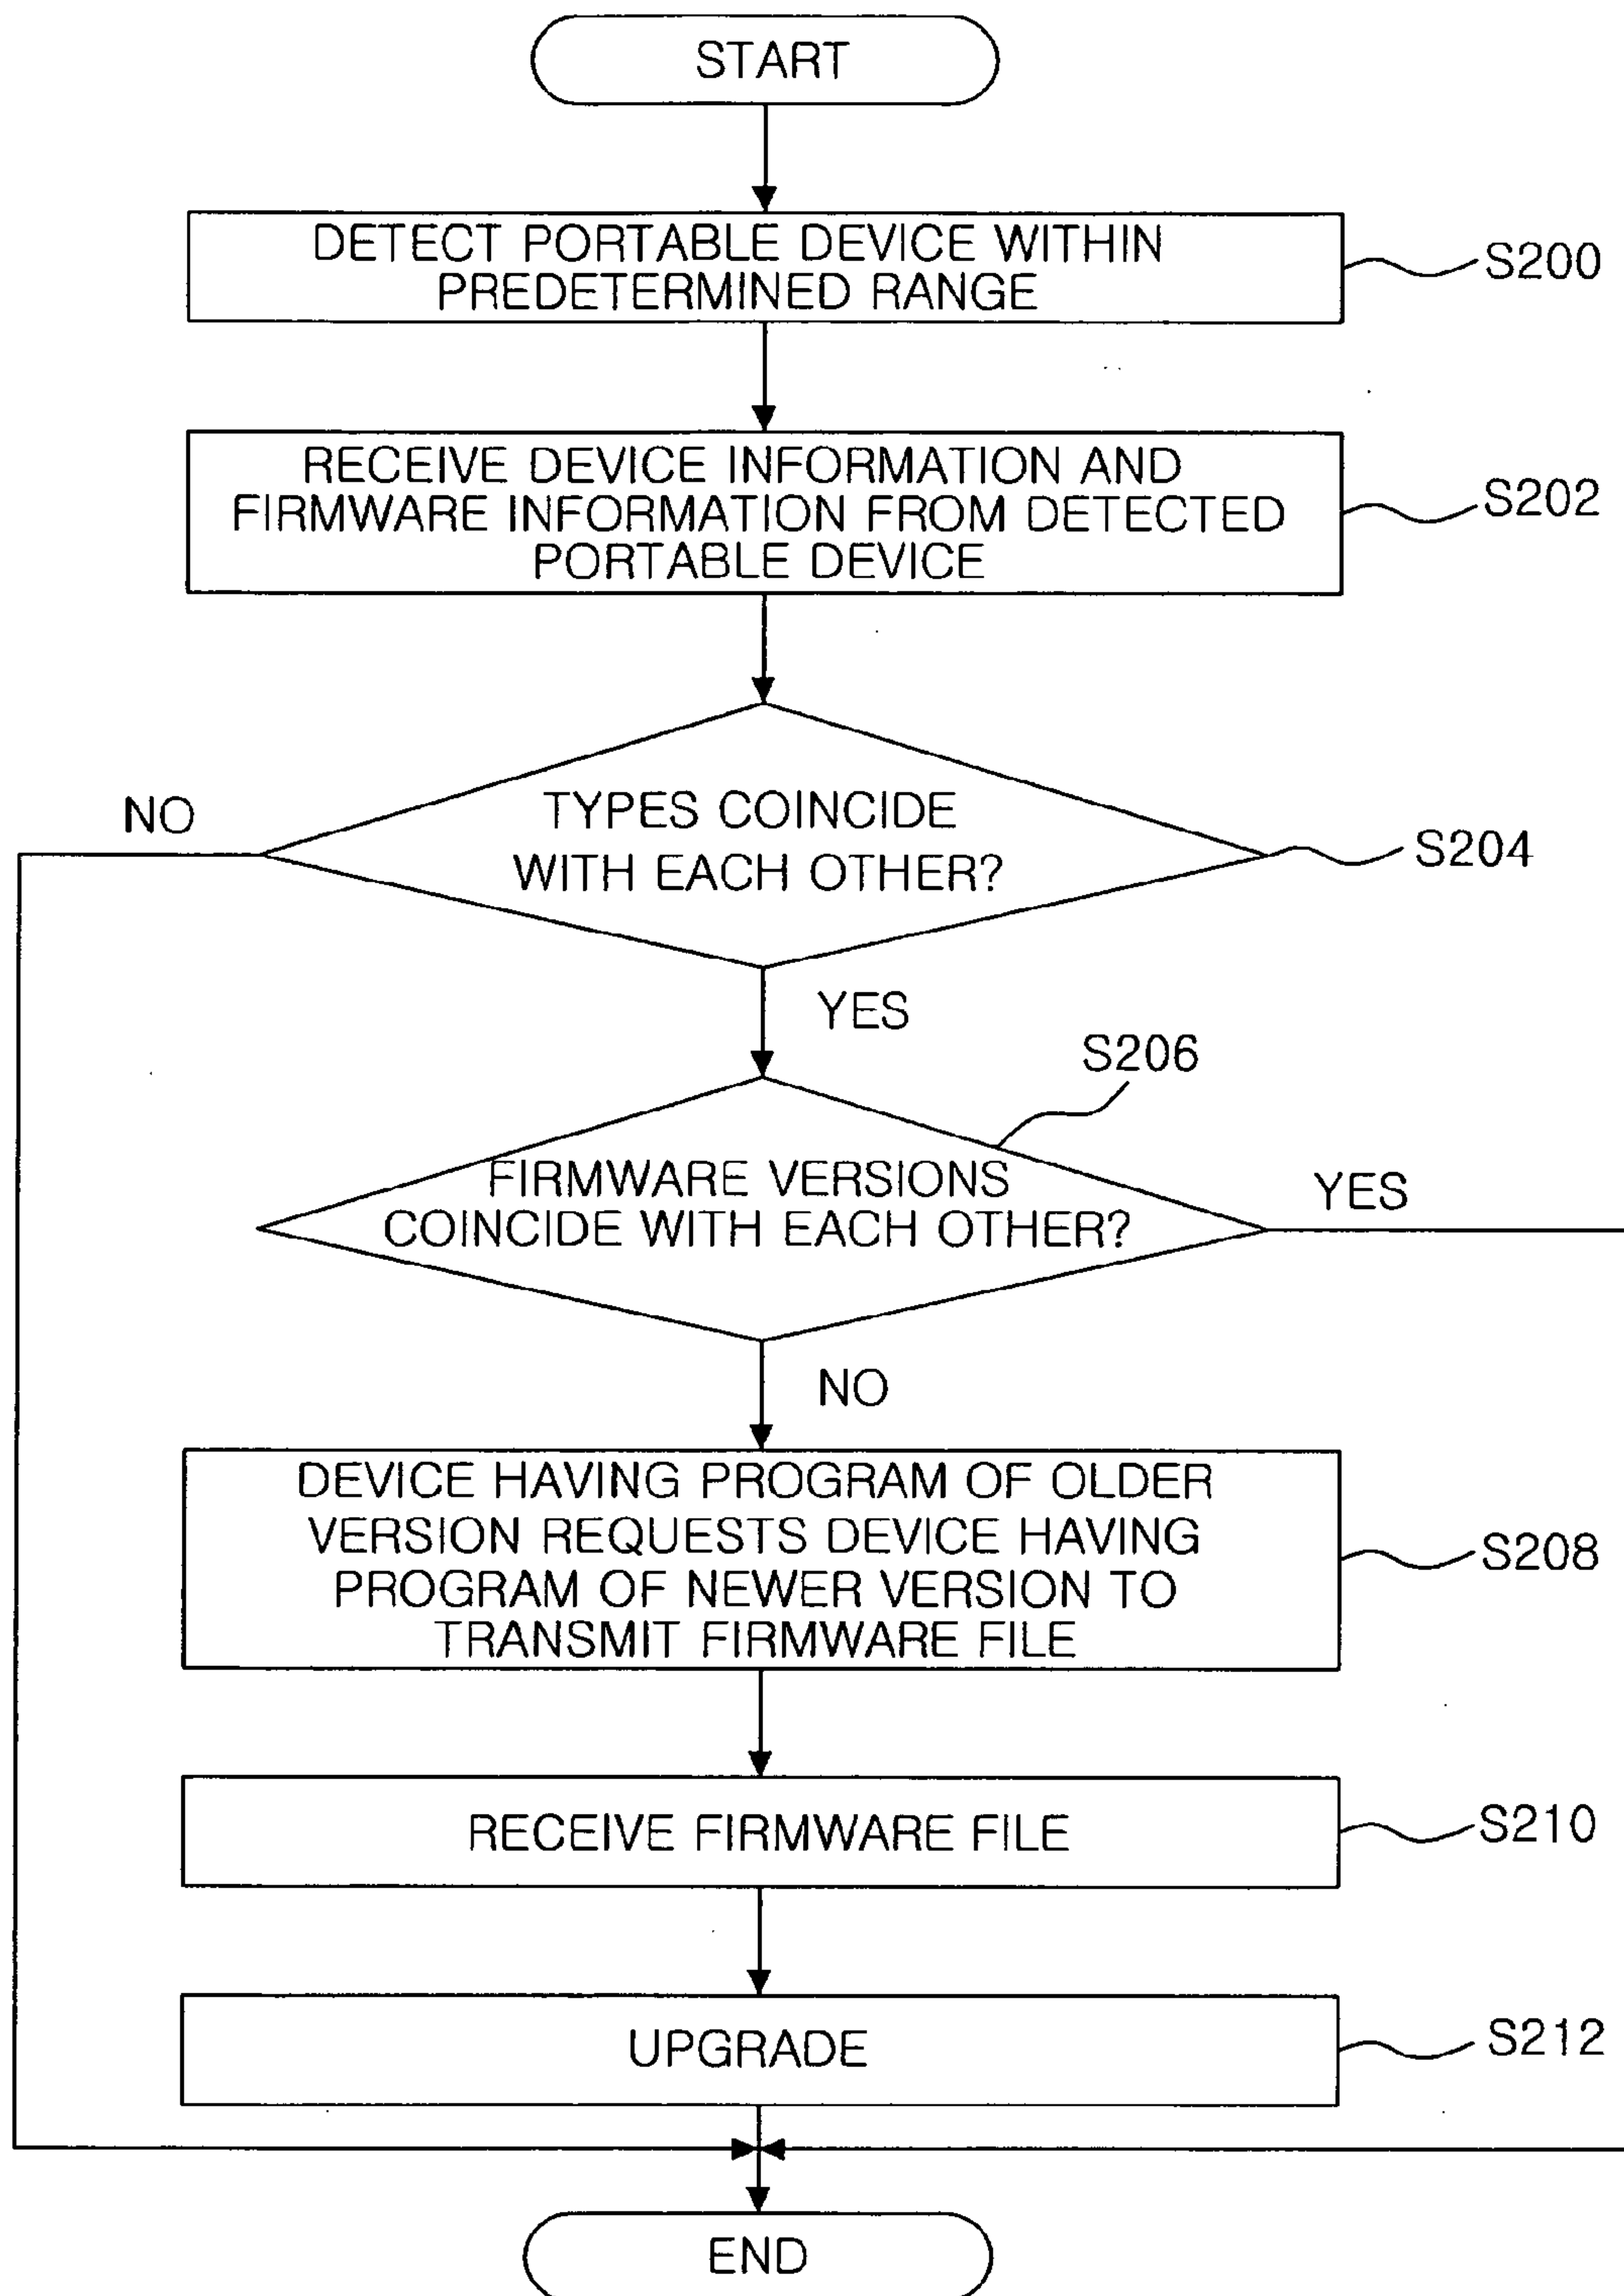 START
DETECT PORTABLE DEVICE WITHIN
PREDETERMINED RANGE
S200
RECEIVE DEVICE INFORMATION AND
FIRMWARE INFORMATION FROM DETECTED
PORTABLE DEVICE
S202
NO
TYPES COINCIDE
WITH EACH OTHER?
S204
YES
S206
FIRMWARE VERSIONS
COINCIDE WITH EACH OTHER?
YES
NO
DEVICE HAVING PROGRAM OF OLDER
VERSION REQUESTS DEVICE HAVING
PROGRAM OF NEWER VERSION TO
TRANSMIT FIRMWARE FILE
S208
RECEIVE FIRMWARE FILE
S210
UPGRADE
S212
END